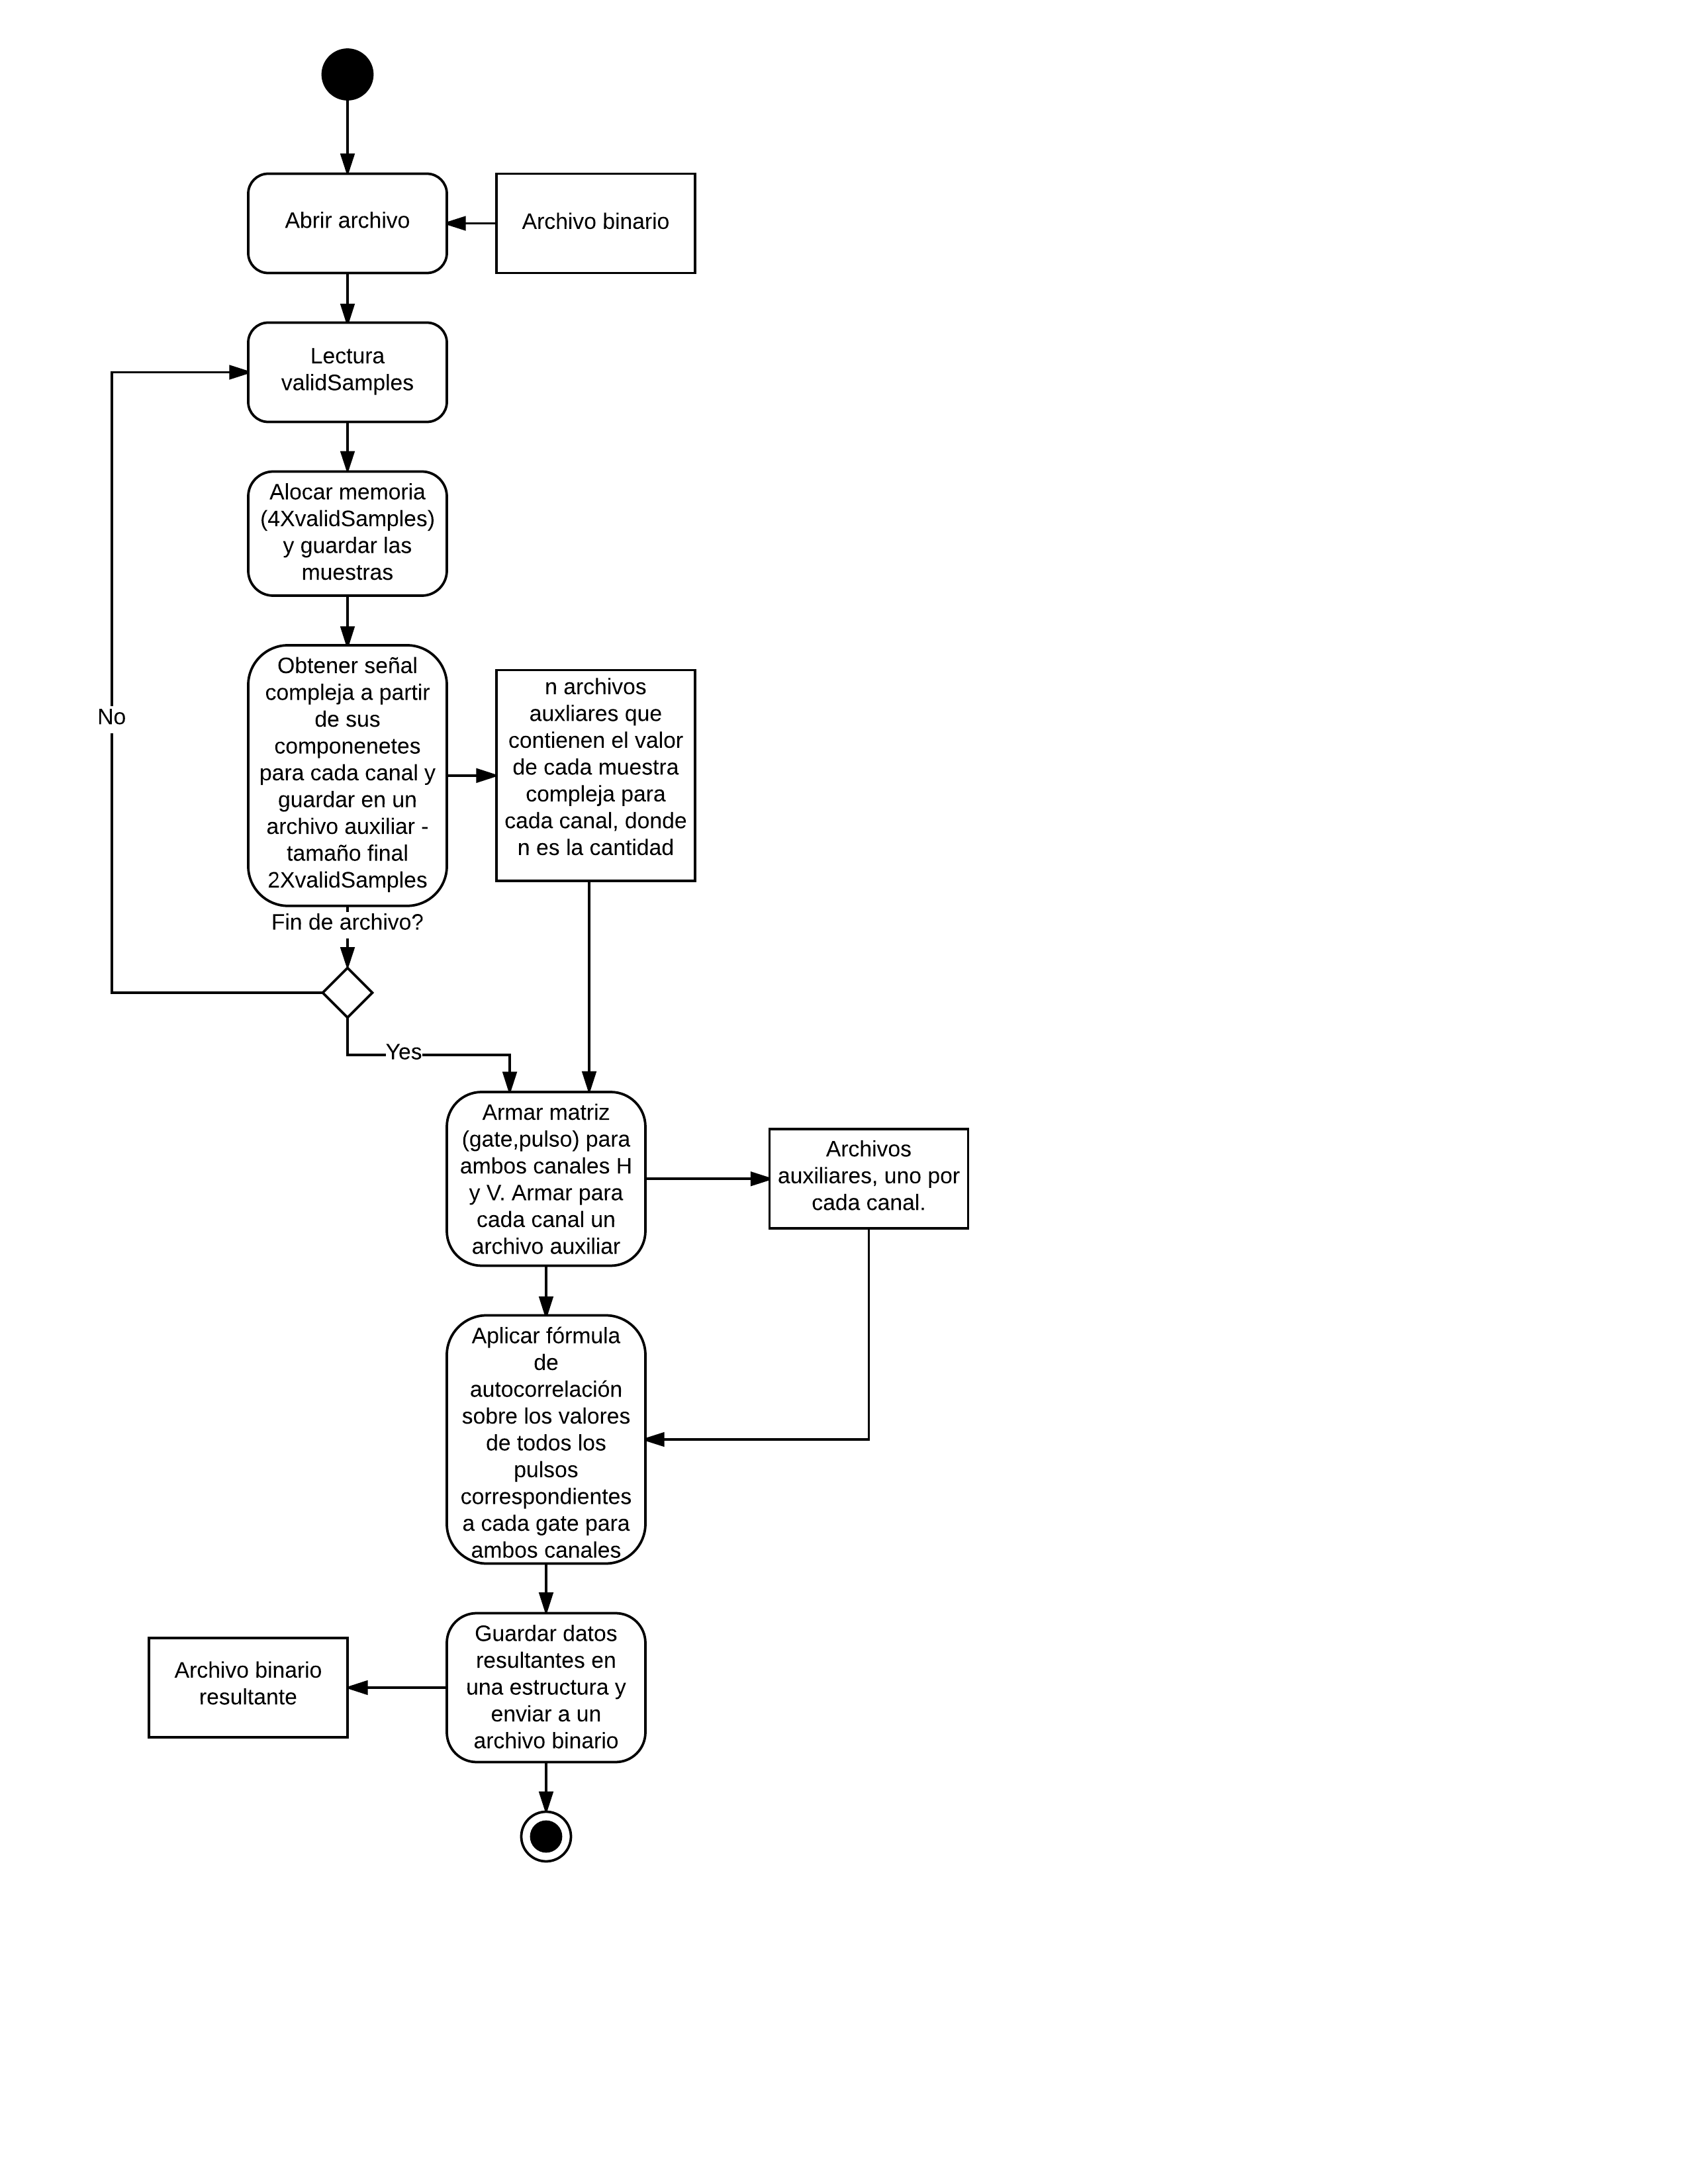 Abrir archivo
Archivo binario
Lectura
validSamples
Alocar memoria
(4XvalidSamples)
y guardar las
muestras
Obtener señal
compleja a partir
de sus
componenetes
para cada canal y
guardar en un
archivo auxiliar -
tamaño final
2XvalidSamples
n archivos
auxliares que
contienen el valor
de cada muestra
compleja para
cada canal, donde
n es la cantidad
No
Fin de archivo?
Yes
Armar matriz
(gate,pulso) para
ambos canales H
y V. Armar para
cada canal un
archivo auxiliar
Archivos
auxiliares, uno por
cada canal.
Aplicar fórmula
de
autocorrelación
sobre los valores
de todos los
pulsos
correspondientes
a cada gate para
ambos canales
Guardar datos
resultantes en
una estructura y
enviar a un
archivo binario
Archivo binario
resultante